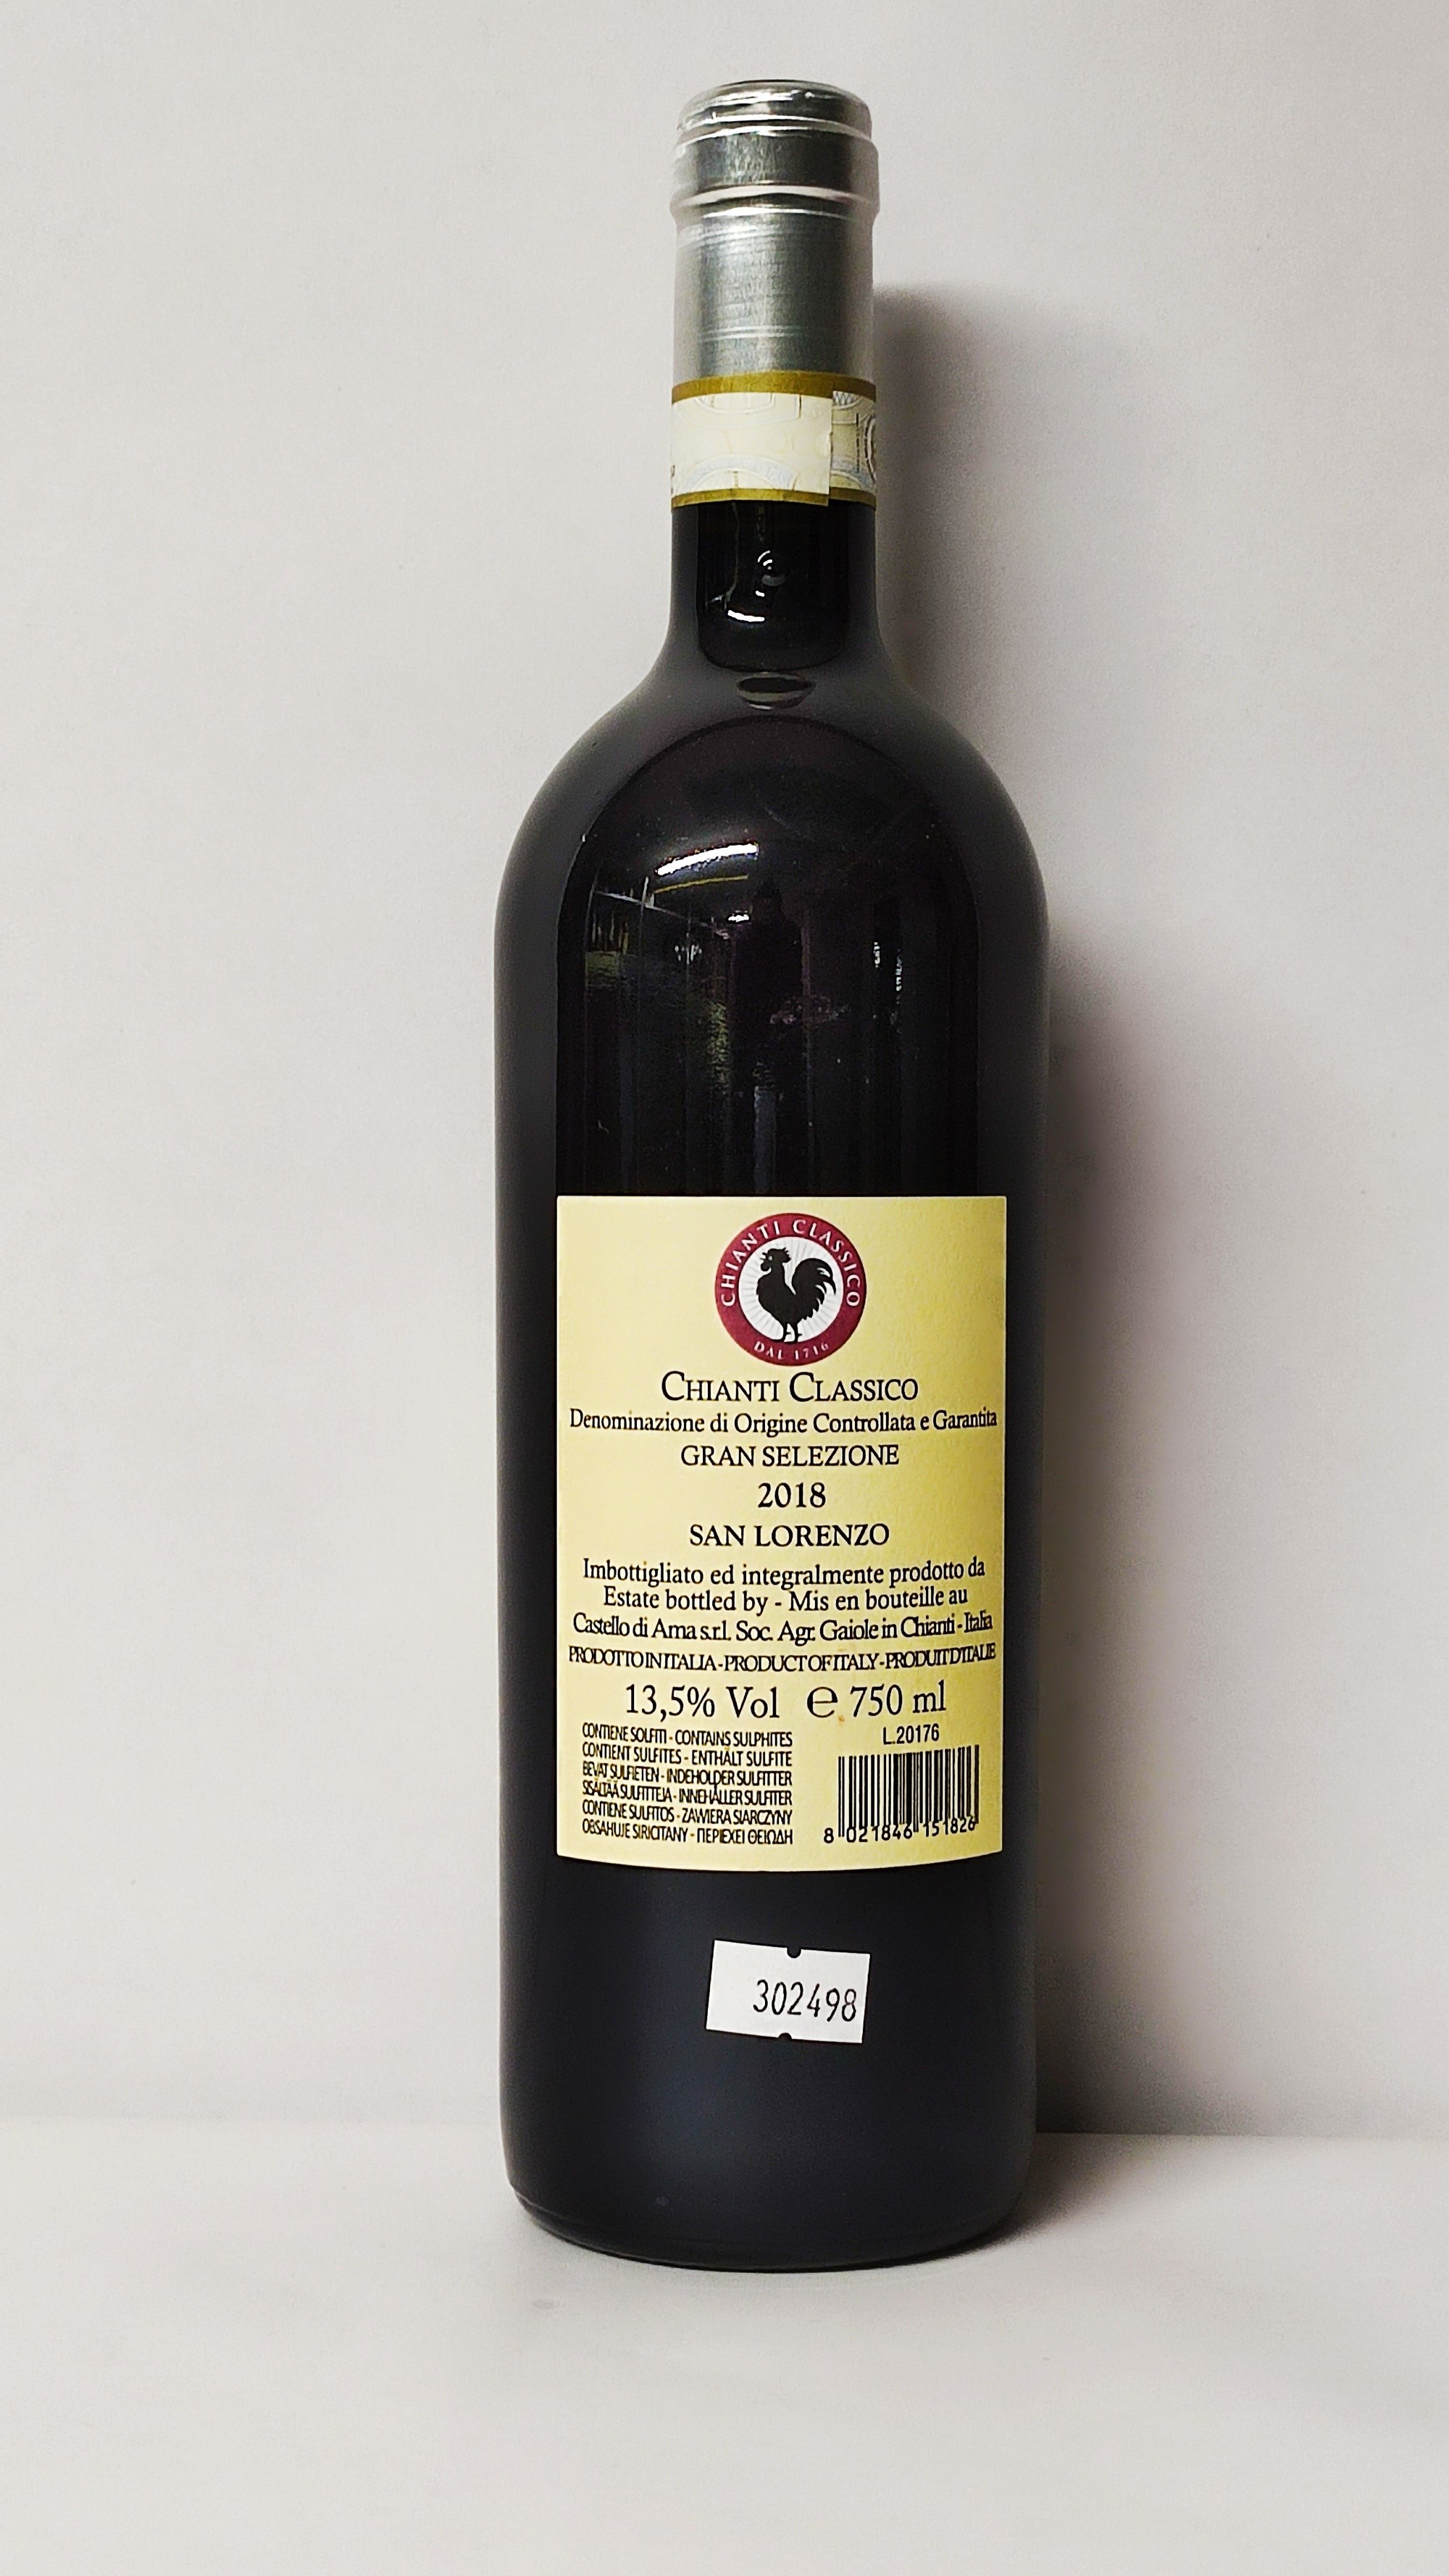 CHIANTI CLASSICO
DAL 1716
CHIANTI CLASSICO
Denominazione di Origine Controllata e Garantita
GRAN SELEZIONE
2018
SAN LORENZO
Imbottigliato ed integralmente prodotto da
Estate bottled by - Mis en bouteille au
Castello di Ama s.r.l. Soc. Agr. Gaiole in Chianti - Italia
PRODOTTO IN ITALIA - PRODUCT OF ITALY - PRODUIT D'ITALIE
13,5% Vol ℮ 750 ml
L.20176
CONTIENE SOLFITI - CONTAINS SULPHITES
CONTIENT SULFITES - ENTHÄLT SULFITE
BEVAT SULFIETEN - INDEHOLDER SULFITTER
SISÄLTÄÄ SULFITTEJA - INNEHÅLLER SULFITER
CONTIENE SULFITOS - ZAWIERA SIARCZYNY
OBSAHUJE SIRICITANY - ΠΕΡΙΕΧΕΙ ΘΕΙΩΔΗ
8 021846 151826
302498